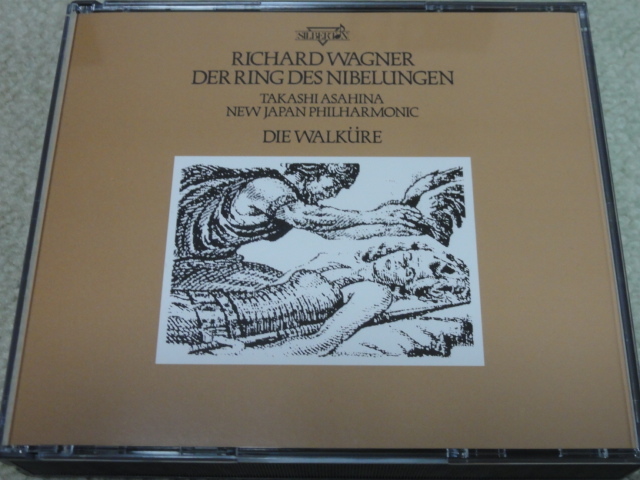 RICHARD WAGNER
DER RING DES NIBELUNGEN
TAKASHI ASAHINA
NEW JAPAN PHILHARMONIC
DIE WALKÜRE